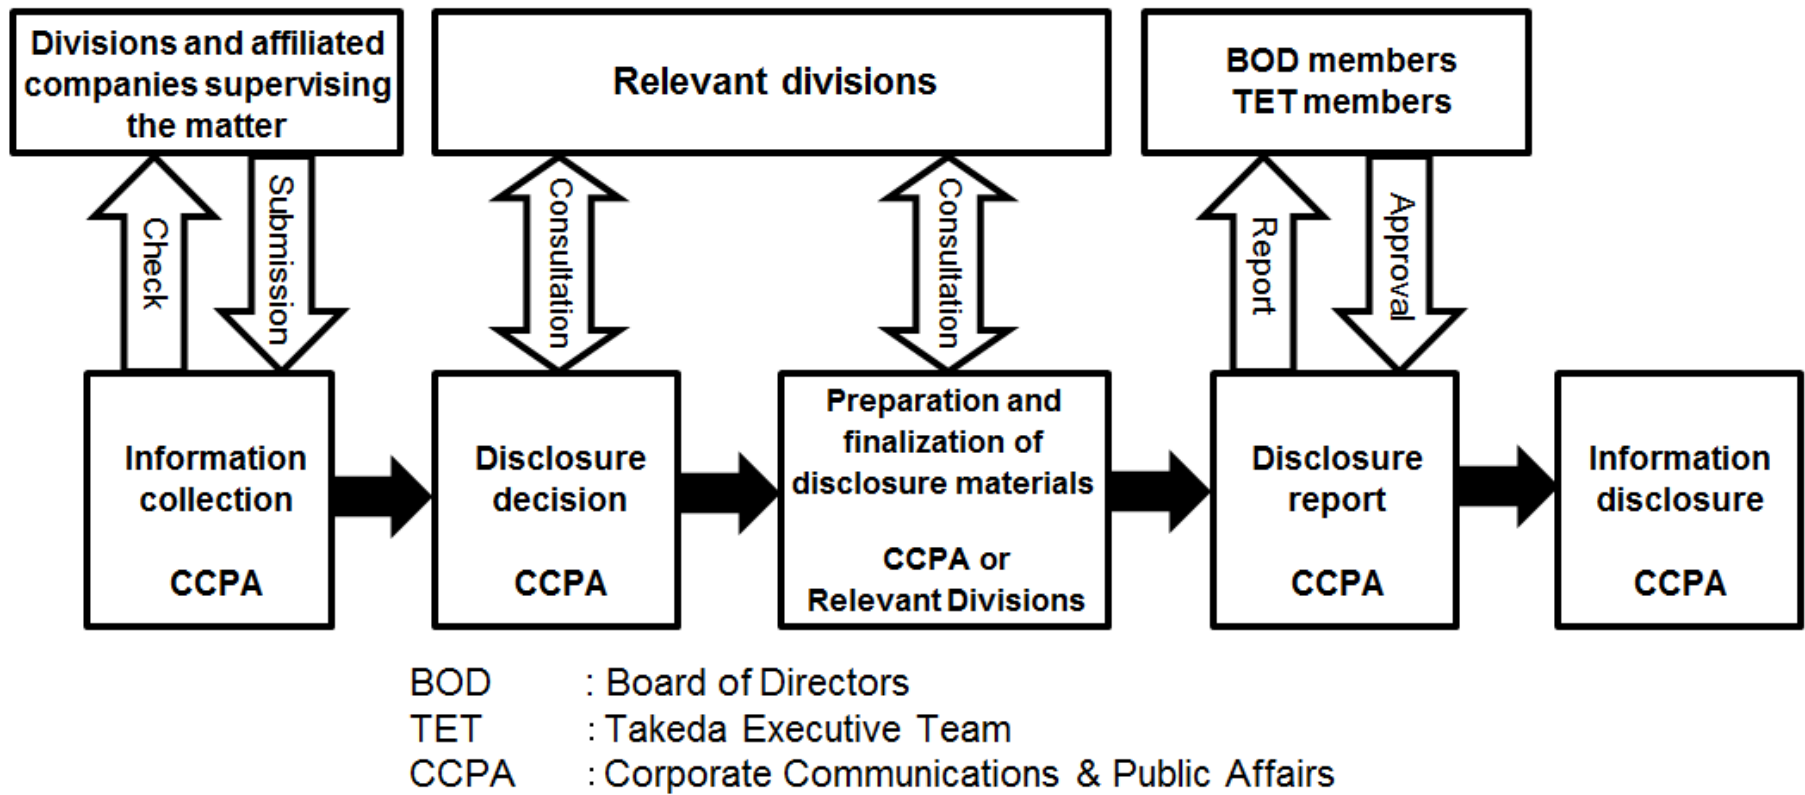 Divisions and affiliated
companies supervising
the matter
Relevant divisions
BOD members
TET members
Check
Submission
Consultation
Consultation
Report
Approval
Information
collection
CCPA
Disclosure
decision
CCPA
Preparation and
finalization of
disclosure materials
CCPA or
Relevant Divisions
Disclosure
report
CCPA
Information
disclosure
CCPA
BOD : Board of Directors
TET : Takeda Executive Team
CCPA : Corporate Communications & Public Affairs